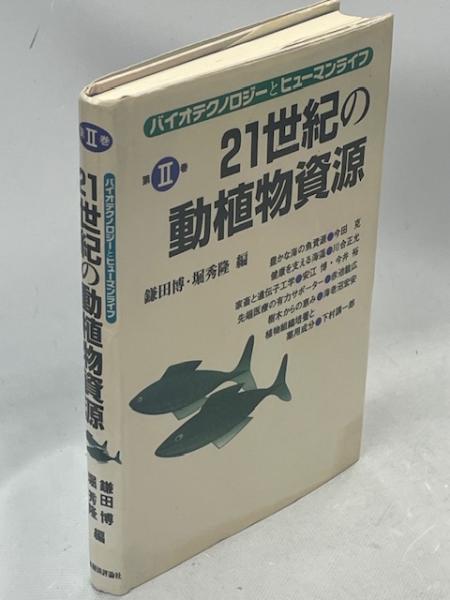 バイオテクノロジーとヒューマンライフ
第II巻
21世紀の
動植物資源
鎌田博・堀秀隆 編
豊かな海の魚資源●今田 克
健康を支える海藻●川合正允
家畜と遺伝子工学●安江 博・今井 裕
先端医療の有力サポーター●
樹木からの恵み●海老沼宏安
植物組織培養と
薬用成分●下村講一郎
第II巻
バイオテクノロジーとヒューマンライフ
21世紀の動植物資源
鎌田博
堀秀隆
編
評論社